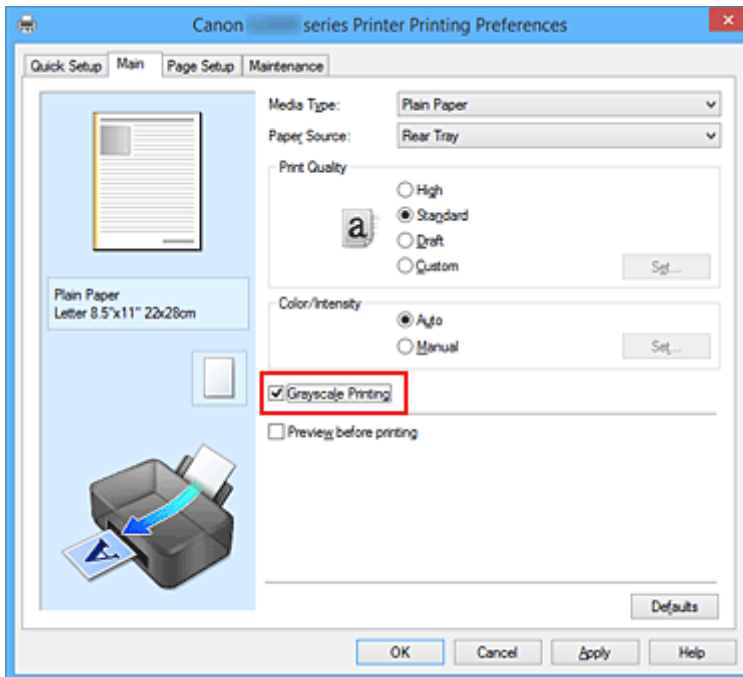 Canon series Printer Printing Preferences
Quick Setup Main Page Setup Maintenance
Media Type: Plain Paper
Paper Source: Rear Tray
Print Quality
High
Standard
Draft
Custom Set...
a
Plain Paper
Letter 8.5"x11" 22x28cm
Color/Intensity
Auto
Manual Set...
Grayscale Printing
Preview before printing
A
Defaults
OK Cancel Apply Help